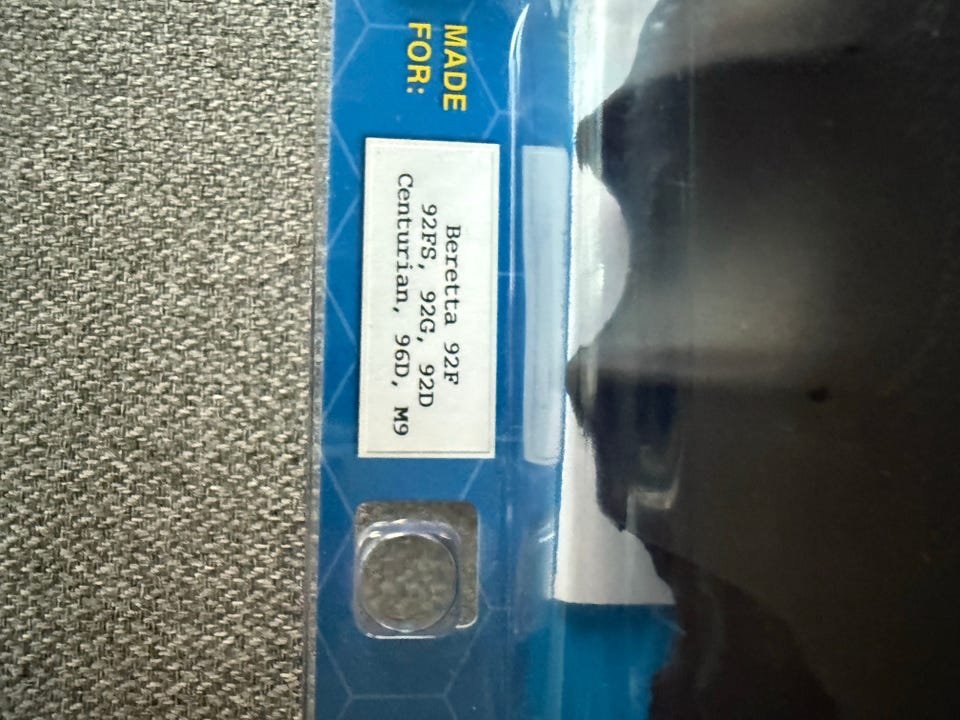 MADE
FOR:
Beretta 92F
92FS, 92G, 92D
Centurian, 96D, M9